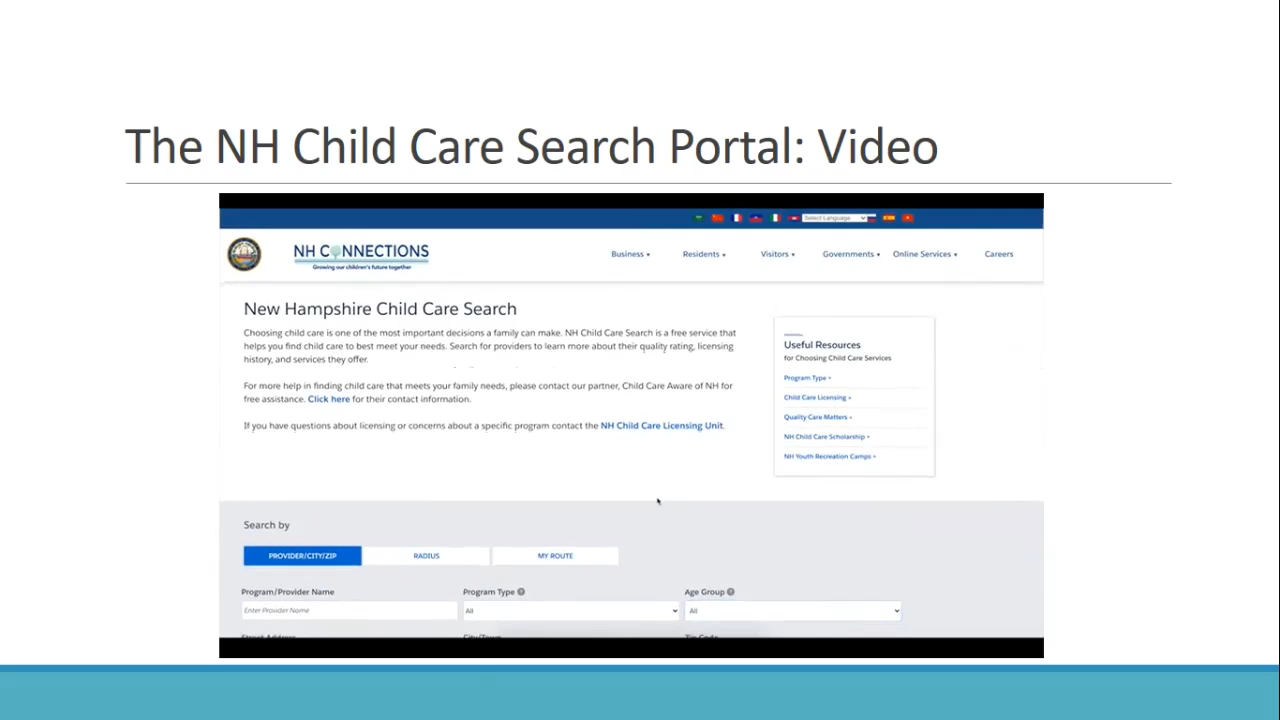 The NH Child Care Search Portal: Video
Select Language
NH CONNECTIONS
Growing our children's future together
Business
Residents
Visitors
Governments
Online Services
Careers
New Hampshire Child Care Search
Choosing child care is one of the most important decisions a family can make. NH Child Care Search is a free service that
helps you find child care to best meet your needs. Search for providers to learn more about their quality rating, licensing
history, and services they offer.
For more help in finding child care that meets your family needs, please contact our partner, Child Care Aware of NH for
free assistance. Click here for their contact information.
If you have questions about licensing or concerns about a specific program contact the NH Child Care Licensing Unit.
Useful Resources
for Choosing Child Care Services
Program Type
Child Care Licensing
Quality Care Matters
NH Child Care Scholarship
NH Youth Recreation Camps
Search by
PROVIDER/CITY/ZIP
RADIUS
MY ROUTE
Program/Provider Name
Program Type ?
Age Group ?
Enter Provider Name
All
All
Street Address
City/Town
Zip Code